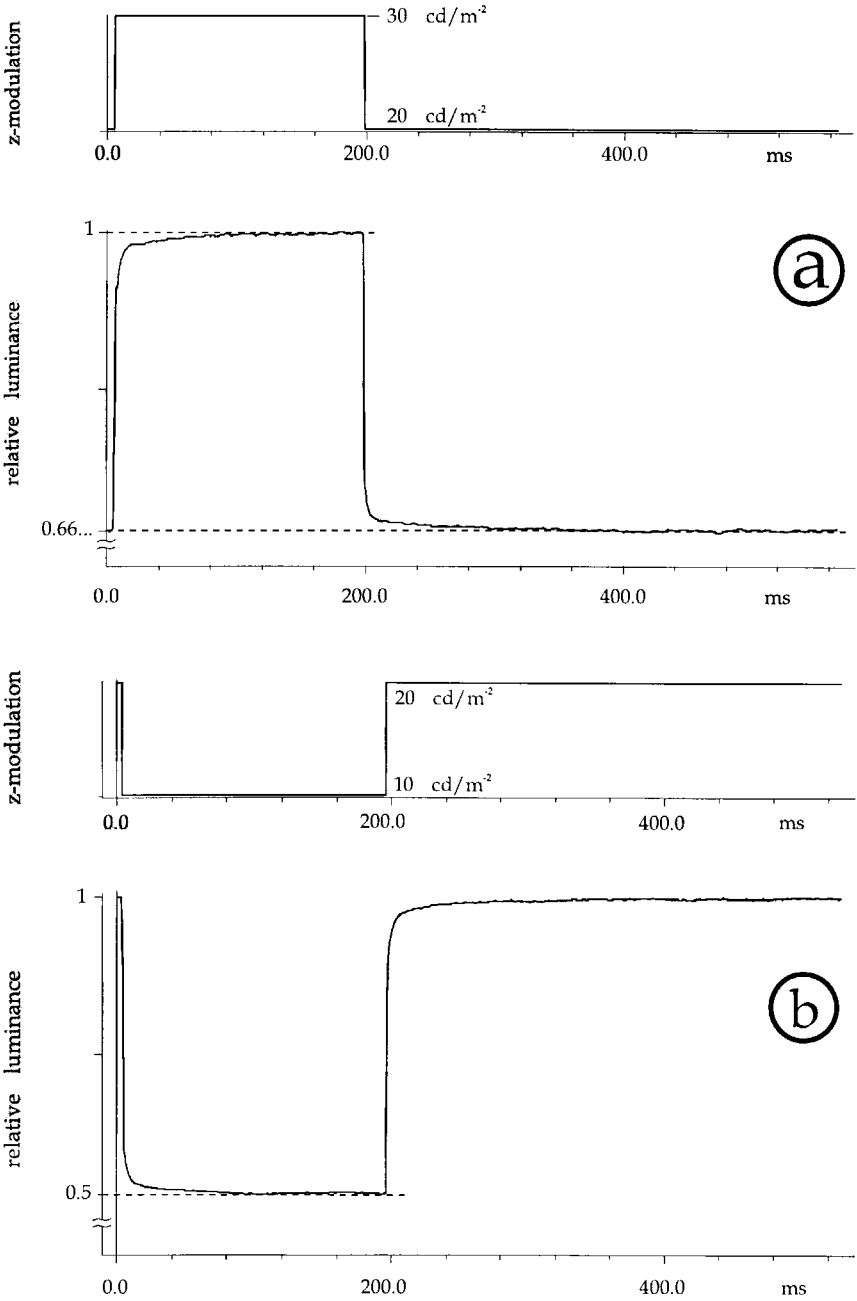 z-modulation
30 cd/m⁻²
20 cd/m⁻²
0.0 200.0 400.0 ms
relative luminance
1
a
0.66...
0.0 200.0 400.0 ms
z-modulation
20 cd/m⁻²
10 cd/m⁻²
0.0 200.0 400.0 ms
relative luminance
1
b
0.5
0.0 200.0 400.0 ms